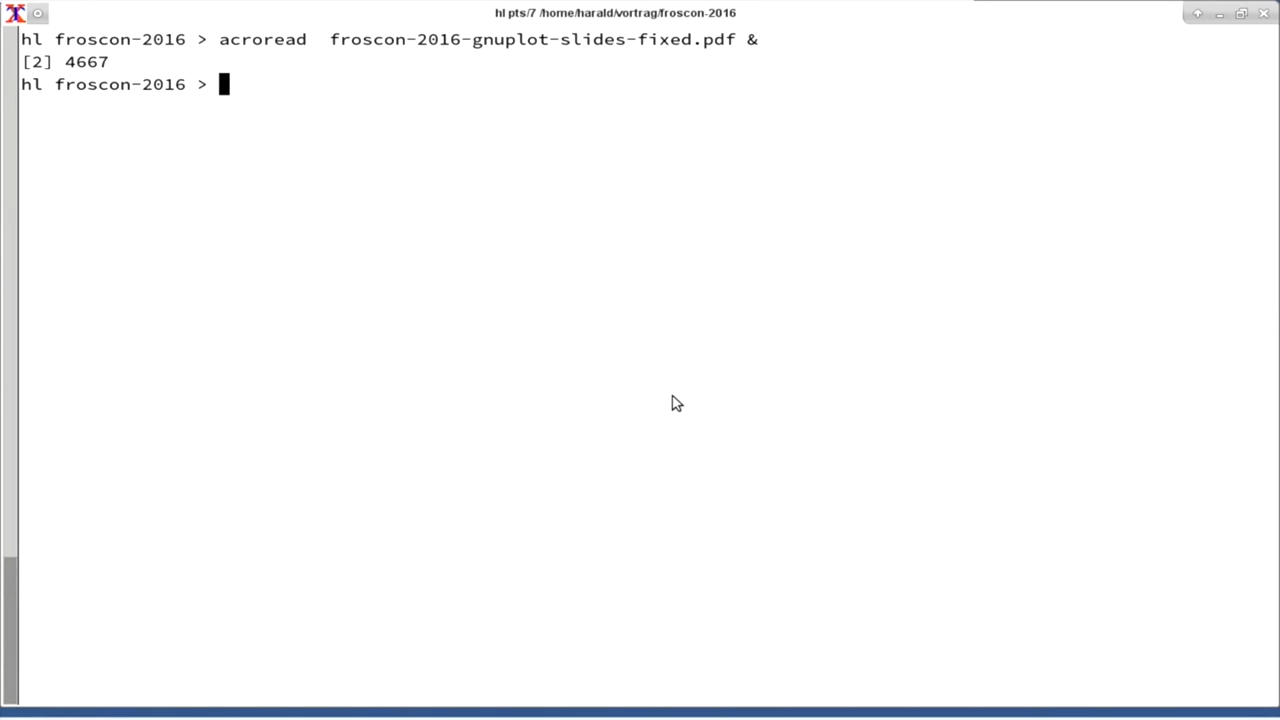 hl pts/7 /home/harald/vortrag/froscon-2016
hl froscon-2016 > acroread  froscon-2016-gnuplot-slides-fixed.pdf &
[2] 4667
hl froscon-2016 >